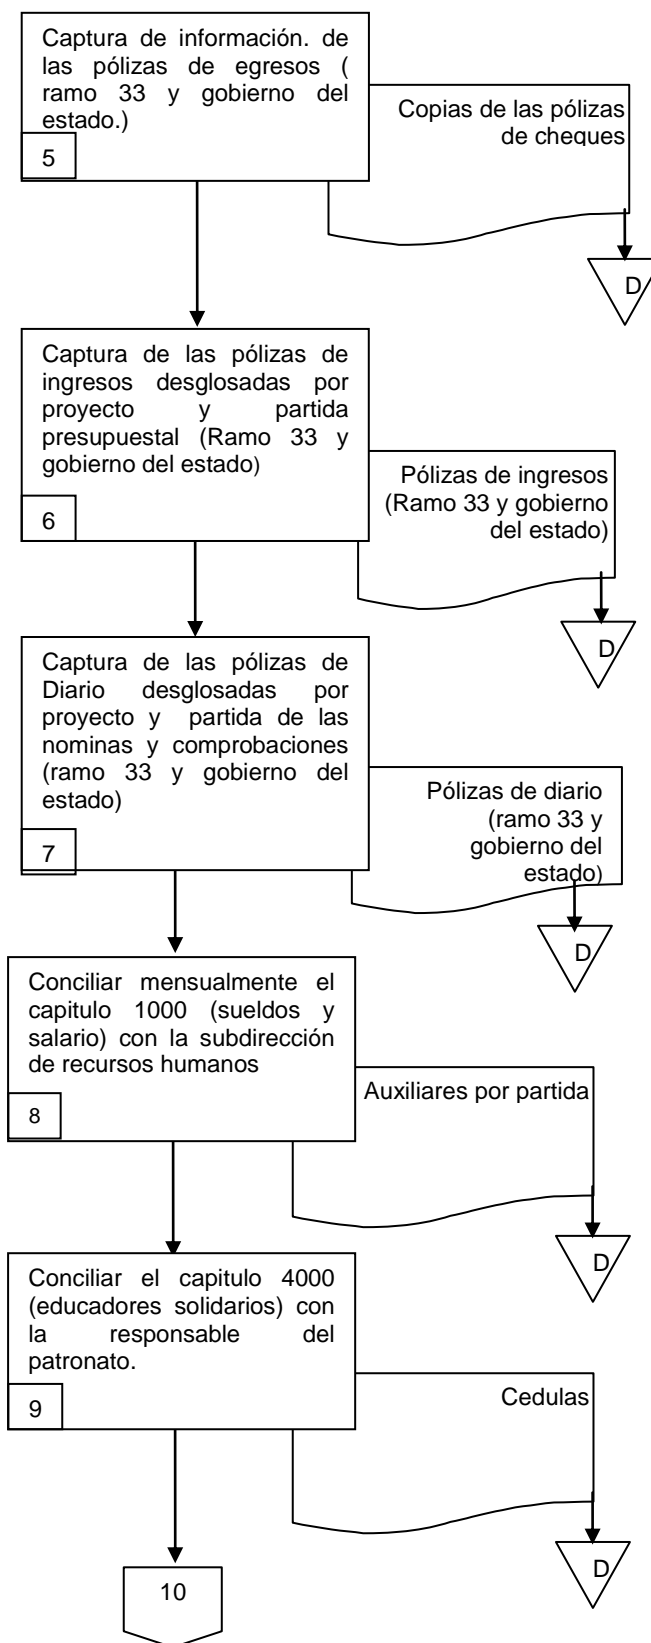 Captura de información. de
las pólizas de egresos (
ramo 33 y gobierno del
estado.)
5
Copias de las pólizas
de cheques
D
Captura de las pólizas de
ingresos desglosadas por
proyecto y partida
presupuestal (Ramo 33 y
gobierno del estado)
6
Pólizas de ingresos
(Ramo 33 y gobierno
del estado)
D
Captura de las pólizas de
Diario desglosadas por
proyecto y partida de las
nominas y comprobaciones
(ramo 33 y gobierno del
estado)
7
Pólizas de diario
(ramo 33 y
gobierno del
estado)
D
Conciliar mensualmente el
capitulo 1000 (sueldos y
salario) con la subdirección
de recursos humanos
8
Auxiliares por partida
D
Conciliar el capitulo 4000
(educadores solidarios) con
la responsable del
patronato.
9
Cedulas
D
10